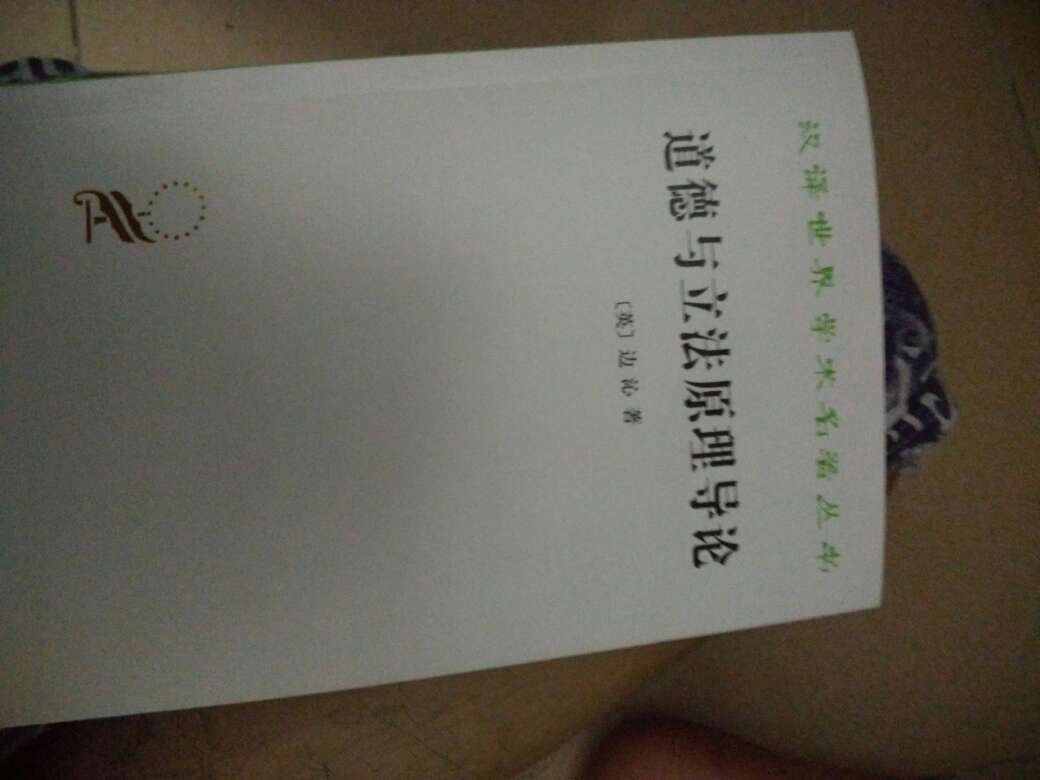 汉译世界学术名著丛书
道德与立法原理导论
〔英〕边沁 著